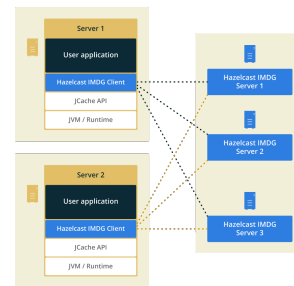 Server 1
User application
Hazelcast IMDG Client
JCache API
JVM / Runtime
Server 2
User application
Hazelcast IMDG Client
JCache API
JVM / Runtime
Hazelcast IMDG
Server 1
Hazelcast IMDG
Server 2
Hazelcast IMDG
Server 3